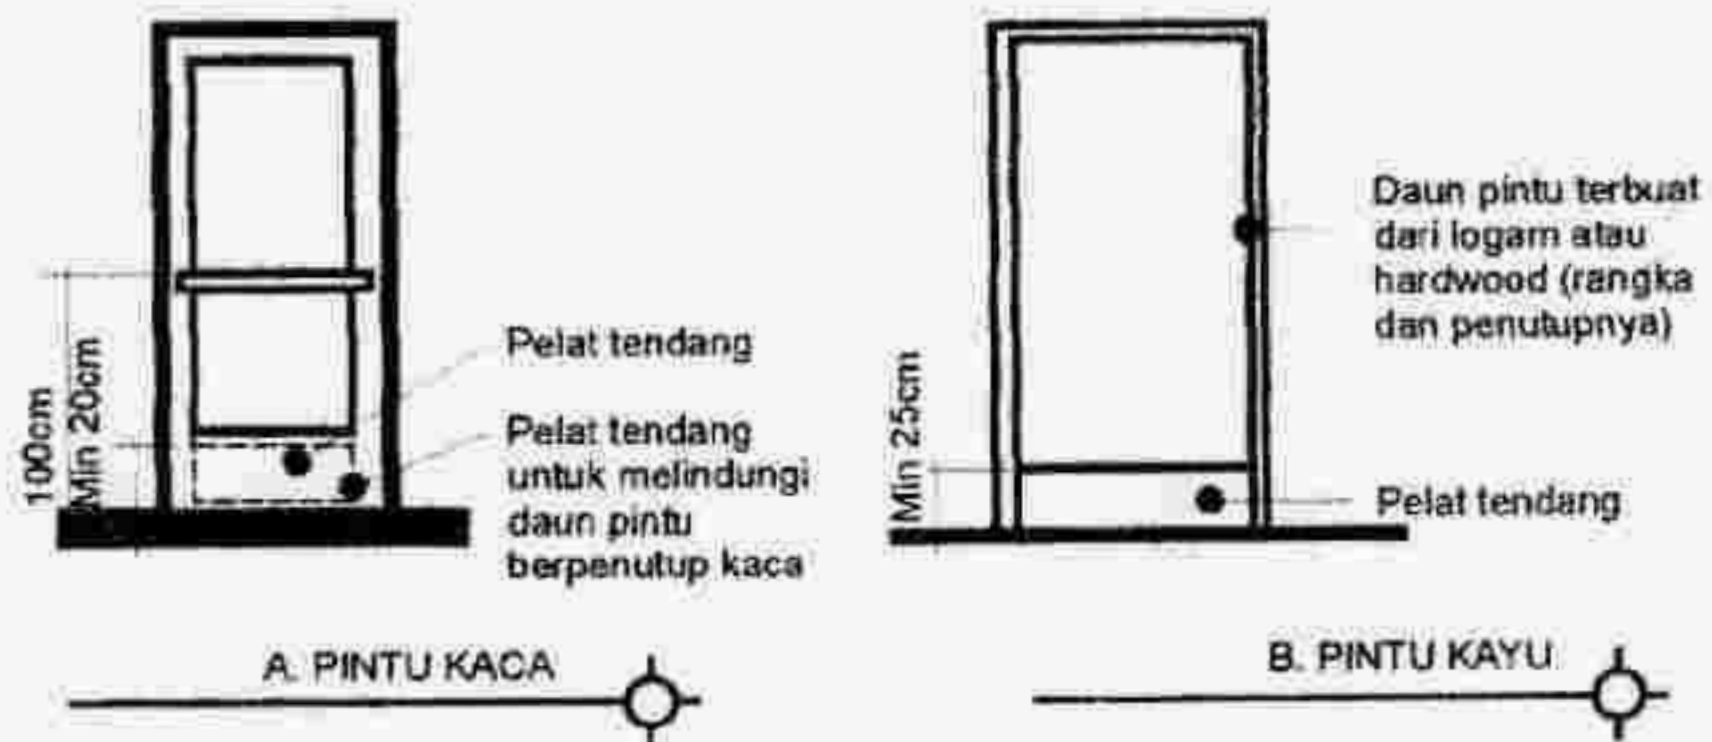 100cm
Min 20cm
Pelat tendang
Pelat tendang
untuk melindungi
daun pintu
berpenutup kaca
A. PINTU KACA
Min 25cm
Daun pintu terbuat
dari logam atau
hardwood (rangka
dan penutupnya)
Pelat tendang
B. PINTU KAYU